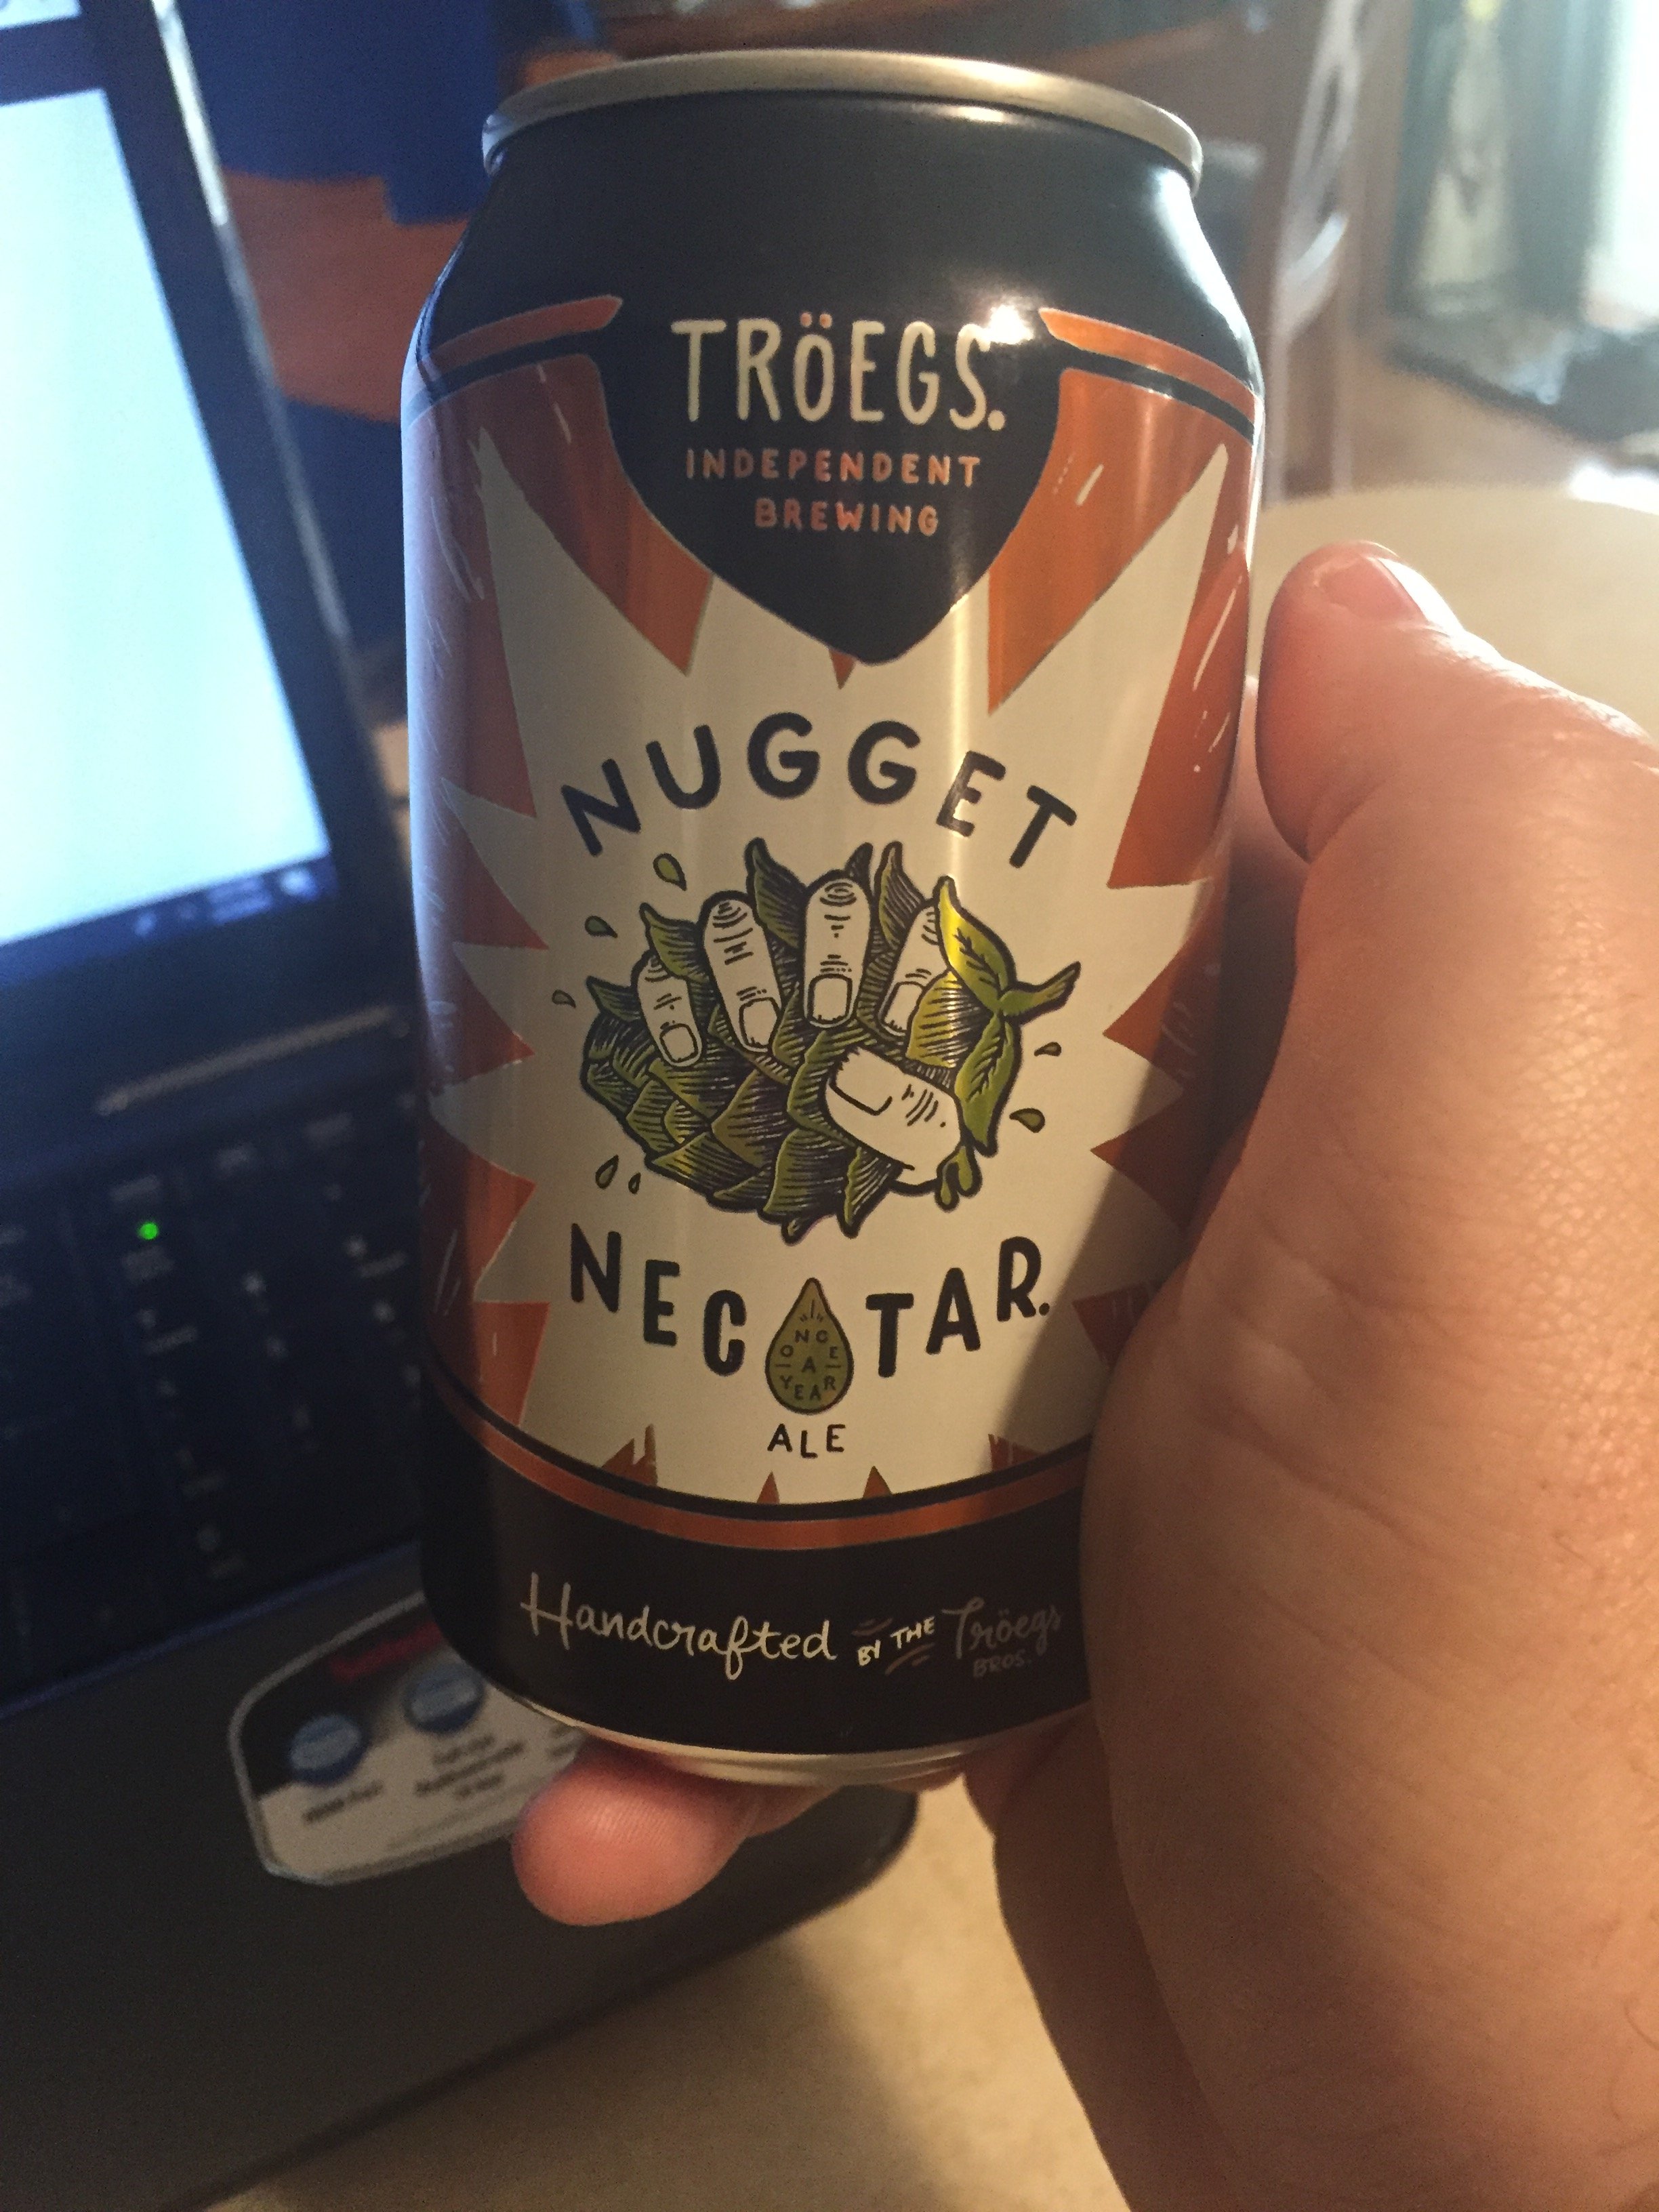 TRÖEGS.
INDEPENDENT
BREWING
NUGGET
NECTAR.
ONCE
A
YEAR
ALE
Handcrafted BY THE Tröegs
BROS.